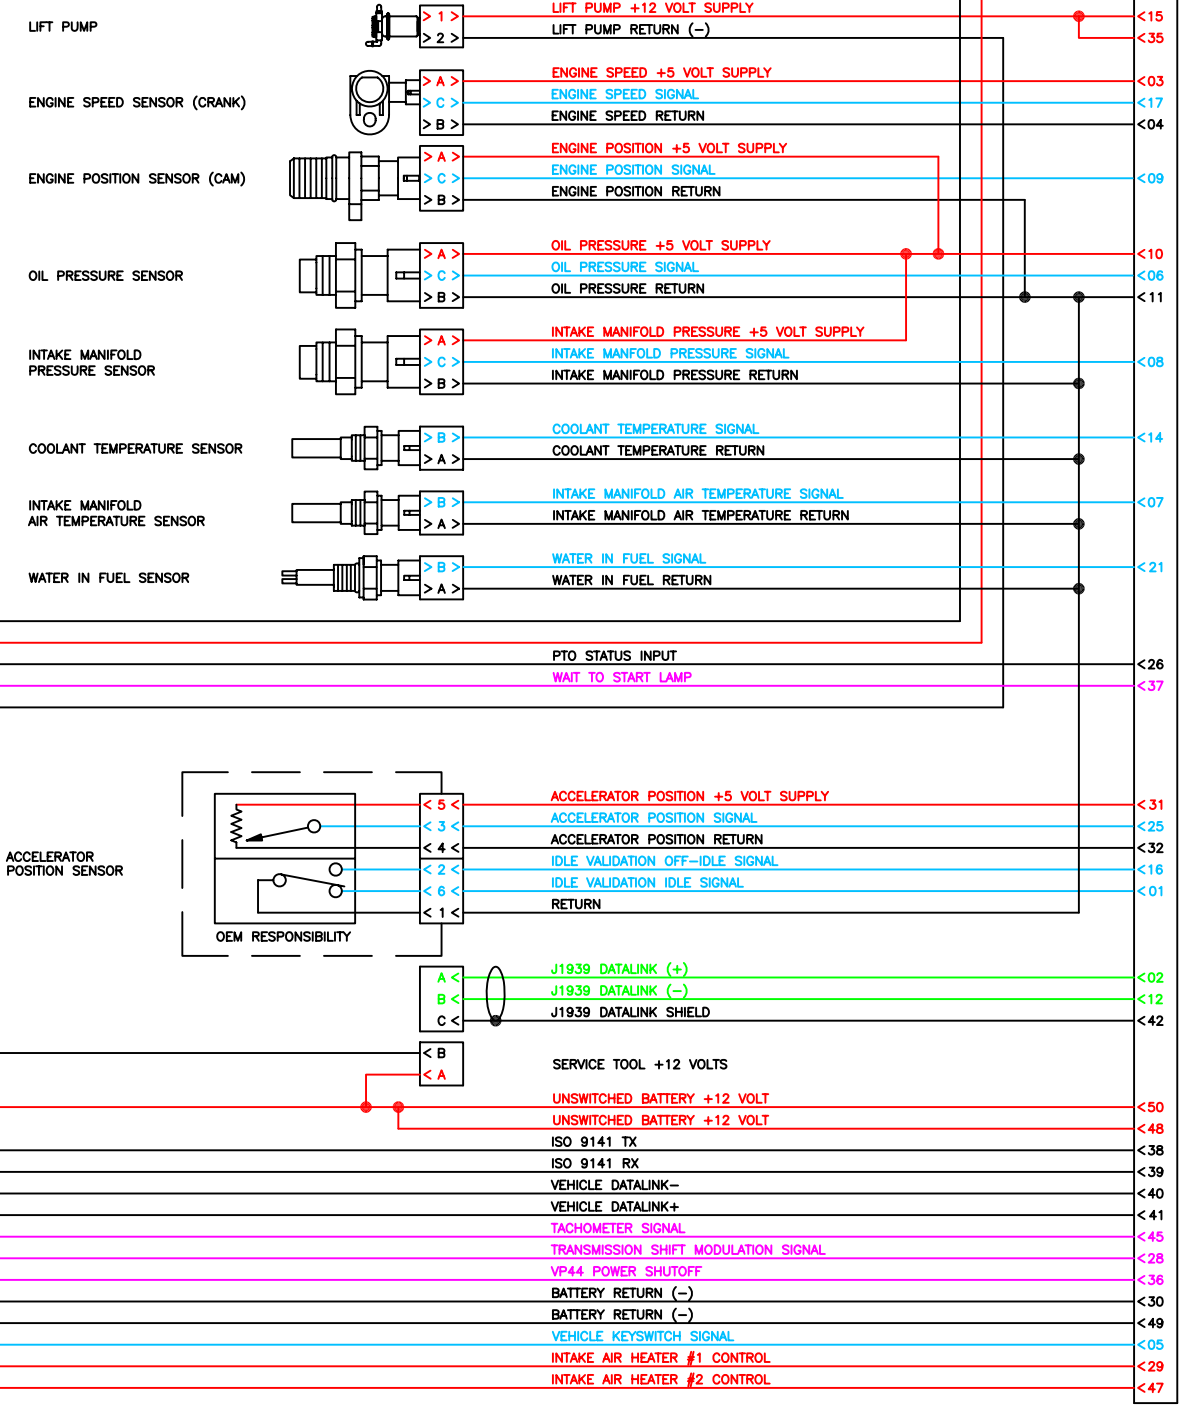 LIFT PUMP
> 1 > LIFT PUMP +12 VOLT SUPPLY <15
> 2 > LIFT PUMP RETURN (-) <35
ENGINE SPEED SENSOR (CRANK)
> A > ENGINE SPEED +5 VOLT SUPPLY <03
> C > ENGINE SPEED SIGNAL <17
> B > ENGINE SPEED RETURN <04
ENGINE POSITION SENSOR (CAM)
> A > ENGINE POSITION +5 VOLT SUPPLY
> C > ENGINE POSITION SIGNAL <09
> B > ENGINE POSITION RETURN
OIL PRESSURE SENSOR
> A > OIL PRESSURE +5 VOLT SUPPLY <10
> C > OIL PRESSURE SIGNAL <06
> B > OIL PRESSURE RETURN <11
INTAKE MANIFOLD
PRESSURE SENSOR
> A > INTAKE MANIFOLD PRESSURE +5 VOLT SUPPLY
> C > INTAKE MANFOLD PRESSURE SIGNAL <08
> B > INTAKE MANIFOLD PRESSURE RETURN
COOLANT TEMPERATURE SENSOR
> B > COOLANT TEMPERATURE SIGNAL <14
> A > COOLANT TEMPERATURE RETURN
INTAKE MANIFOLD
AIR TEMPERATURE SENSOR
> B > INTAKE MANIFOLD AIR TEMPERATURE SIGNAL <07
> A > INTAKE MANIFOLD AIR TEMPERATURE RETURN
WATER IN FUEL SENSOR
> B > WATER IN FUEL SIGNAL <21
> A > WATER IN FUEL RETURN
PTO STATUS INPUT <26
WAIT TO START LAMP <37
ACCELERATOR
POSITION SENSOR
< 5 < ACCELERATOR POSITION +5 VOLT SUPPLY <31
< 3 < ACCELERATOR POSITION SIGNAL <25
< 4 < ACCELERATOR POSITION RETURN <32
< 2 < IDLE VALIDATION OFF-IDLE SIGNAL <16
< 6 < IDLE VALIDATION IDLE SIGNAL <01
< 1 < RETURN
OEM RESPONSIBILITY
A < J1939 DATALINK (+) <02
B < J1939 DATALINK (-) <12
C < J1939 DATALINK SHIELD <42
< B
< A
SERVICE TOOL +12 VOLTS
UNSWITCHED BATTERY +12 VOLT <50
UNSWITCHED BATTERY +12 VOLT <48
ISO 9141 TX <38
ISO 9141 RX <39
VEHICLE DATALINK- <40
VEHICLE DATALINK+ <41
TACHOMETER SIGNAL <45
TRANSMISSION SHIFT MODULATION SIGNAL <28
VP44 POWER SHUTOFF <36
BATTERY RETURN (-) <30
BATTERY RETURN (-) <49
VEHICLE KEYSWITCH SIGNAL <05
INTAKE AIR HEATER #1 CONTROL <29
INTAKE AIR HEATER #2 CONTROL <47